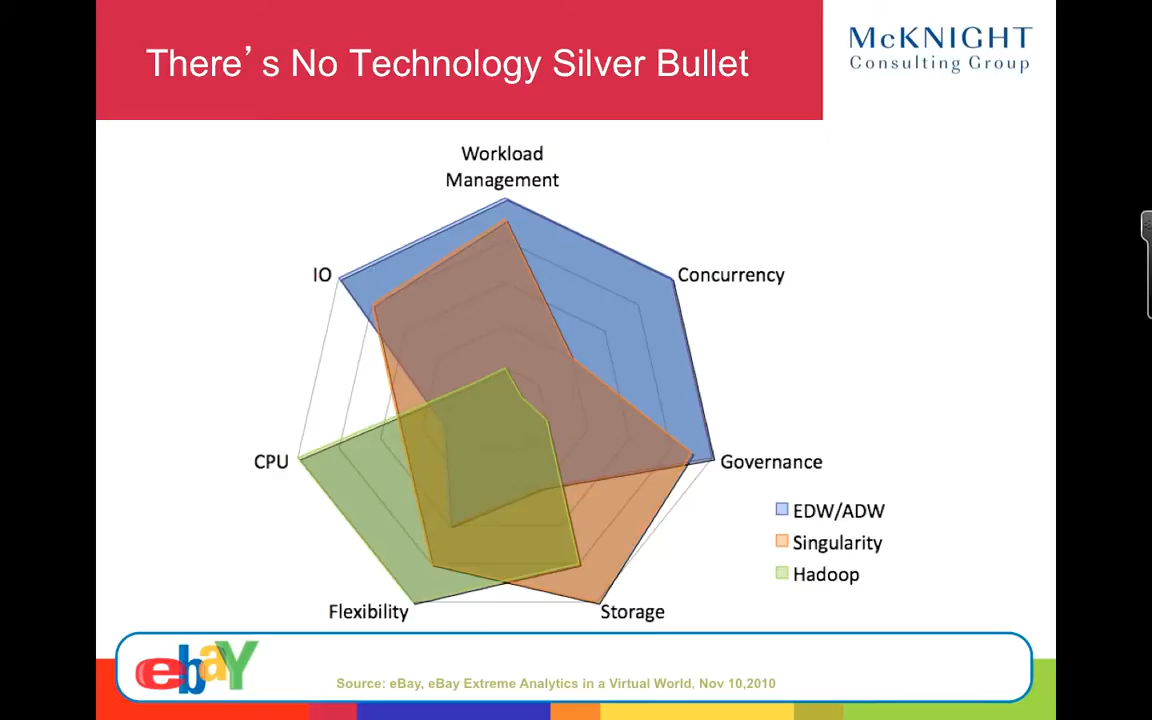 There's No Technology Silver Bullet
McKNIGHT
Consulting Group
Workload
Management
IO
Concurrency
CPU
Governance
EDW/ADW
Singularity
Hadoop
Flexibility
Storage
ebaY
Source: eBay, eBay Extreme Analytics in a Virtual World, Nov 10,2010